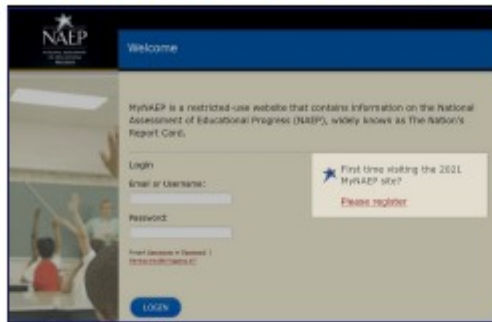 NAEP
Welcome
MyNAEP is a restricted-use website that contains information on the National
Assessment of Educational Progress (NAEP), widely known as The Nation's
Report Card.
Login
Email or Username:
Password:
First time visiting the 2021
MyNAEP site?
Please register
LOGIN